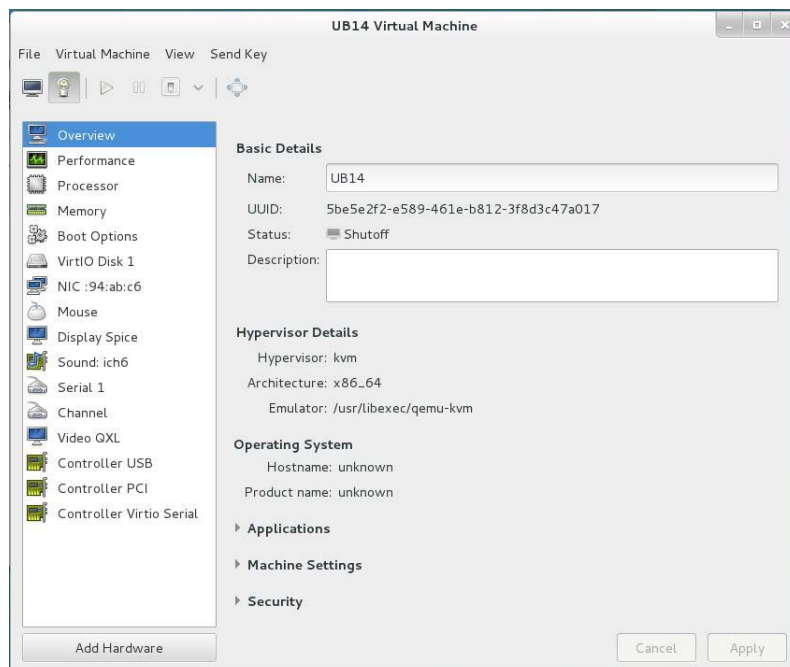 UB14 Virtual Machine
File Virtual Machine View Send Key
Overview
Performance
Processor
Memory
Boot Options
VirtIO Disk 1
NIC :94:ab:c6
Mouse
Display Spice
Sound: ich6
Serial 1
Channel
Video QXL
Controller USB
Controller PCI
Controller Virtio Serial
Add Hardware
Basic Details
Name: UB14
UUID: 5be5e2f2-e589-461e-b812-3f8d3c47a017
Status: Shutoff
Description:
Hypervisor Details
Hypervisor: kvm
Architecture: x86_64
Emulator: /usr/libexec/qemu-kvm
Operating System
Hostname: unknown
Product name: unknown
Applications
Machine Settings
Security
Cancel Apply